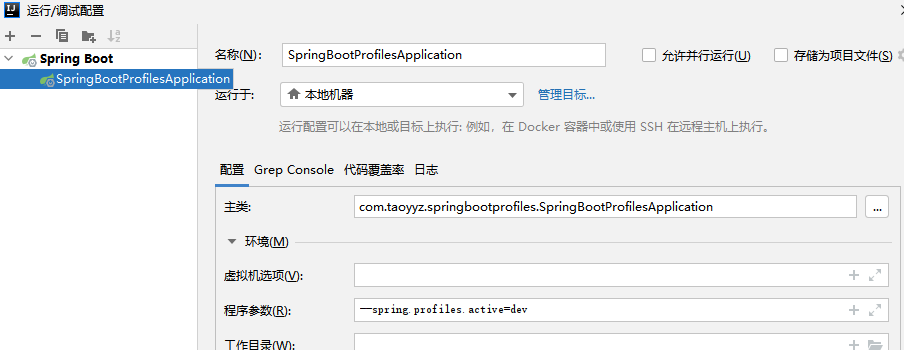 IJ 运行/调试配置
Spring Boot
SpringBootProfilesApplication
名称(N): SpringBootProfilesApplication 允许并行运行(U) 存储为项目文件(S)
运行于: 本地机器 管理目标...
运行配置可以在本地或目标上执行: 例如，在 Docker 容器中或使用 SSH 在远程主机上执行。
配置 Grep Console 代码覆盖率 日志
主类: com.taoyyz.springbootprofiles.SpringBootProfilesApplication ...
环境(M)
虚拟机选项(V):
程序参数(R): --spring.profiles.active=dev
工作目录(W):